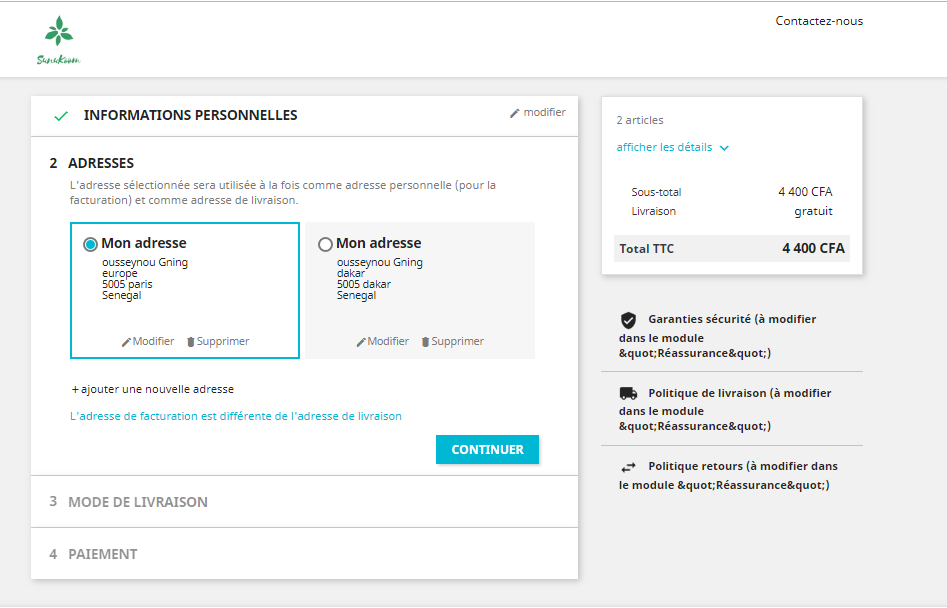 Contactez-nous
SunuKoom
INFORMATIONS PERSONNELLES
modifier
2 ADRESSES
L'adresse sélectionnée sera utilisée à la fois comme adresse personnelle (pour la
facturation) et comme adresse de livraison.
Mon adresse
ousseynou Gning
europe
5005 paris
Senegal
Modifier Supprimer
Mon adresse
ousseynou Gning
dakar
5005 dakar
Senegal
Modifier Supprimer
+ajouter une nouvelle adresse
L'adresse de facturation est différente de l'adresse de livraison
CONTINUER
3 MODE DE LIVRAISON
4 PAIEMENT
2 articles
afficher les détails
Sous-total 4 400 CFA
Livraison gratuit
Total TTC 4 400 CFA
Garanties sécurité (à modifier
dans le module
&quot;Réassurance&quot;)
Politique de livraison (à modifier
dans le module
&quot;Réassurance&quot;)
Politique retours (à modifier dans
le module &quot;Réassurance&quot;)